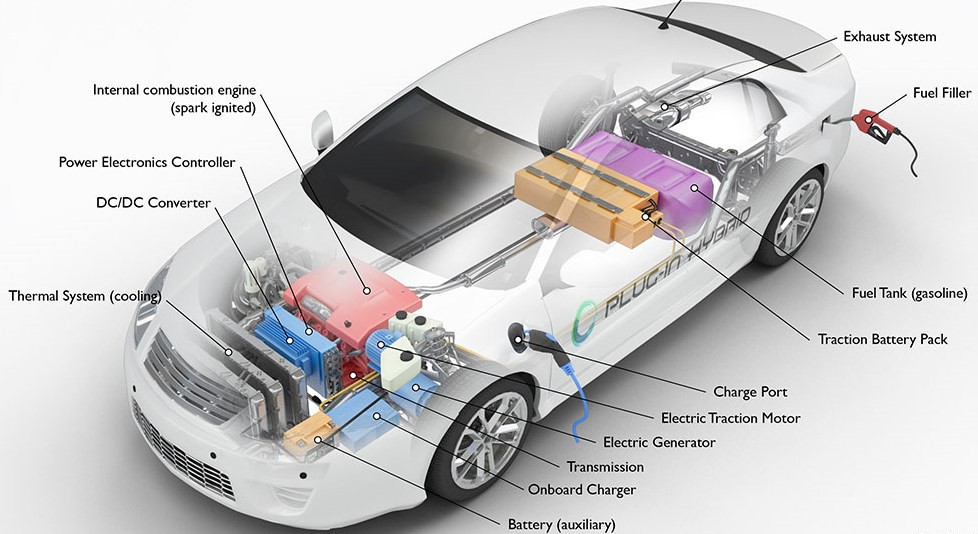 Exhaust System
Fuel Filler
Internal combustion engine
(spark ignited)
Power Electronics Controller
DC/DC Converter
Thermal System (cooling)
PLUG-IN HYBRID
Fuel Tank (gasoline)
Traction Battery Pack
Charge Port
Electric Traction Motor
Electric Generator
Transmission
Onboard Charger
Battery (auxiliary)